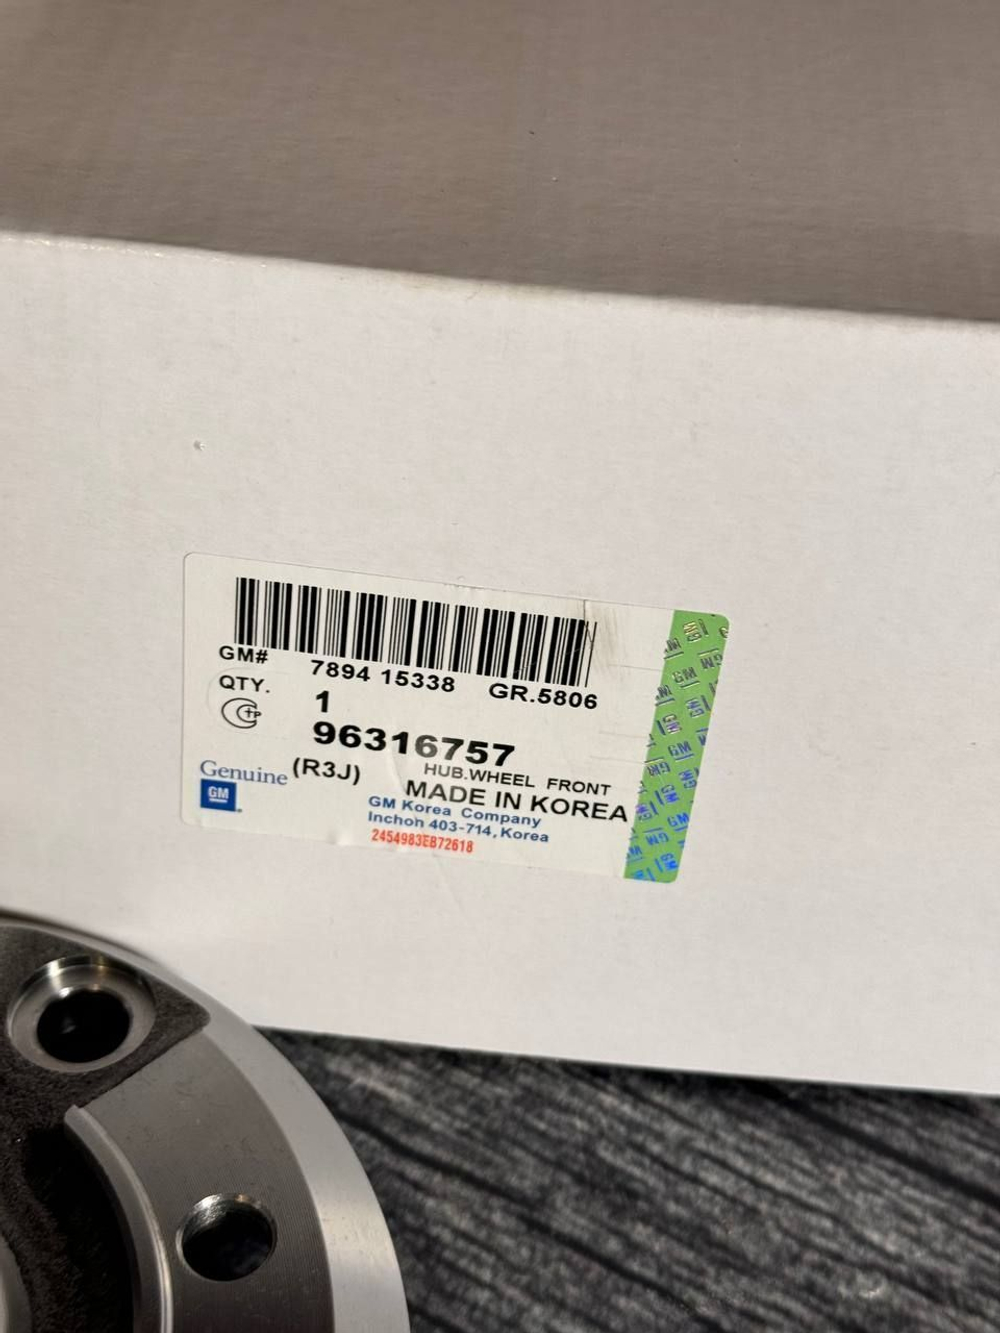 GM# 7894 15338 GR.5806
QTY. 1
96316757
(R3J) HUB.WHEEL FRONT
MADE IN KOREA
Genuine
GM
GM Korea Company
Inchon 403-714, Korea
2454983EB72618